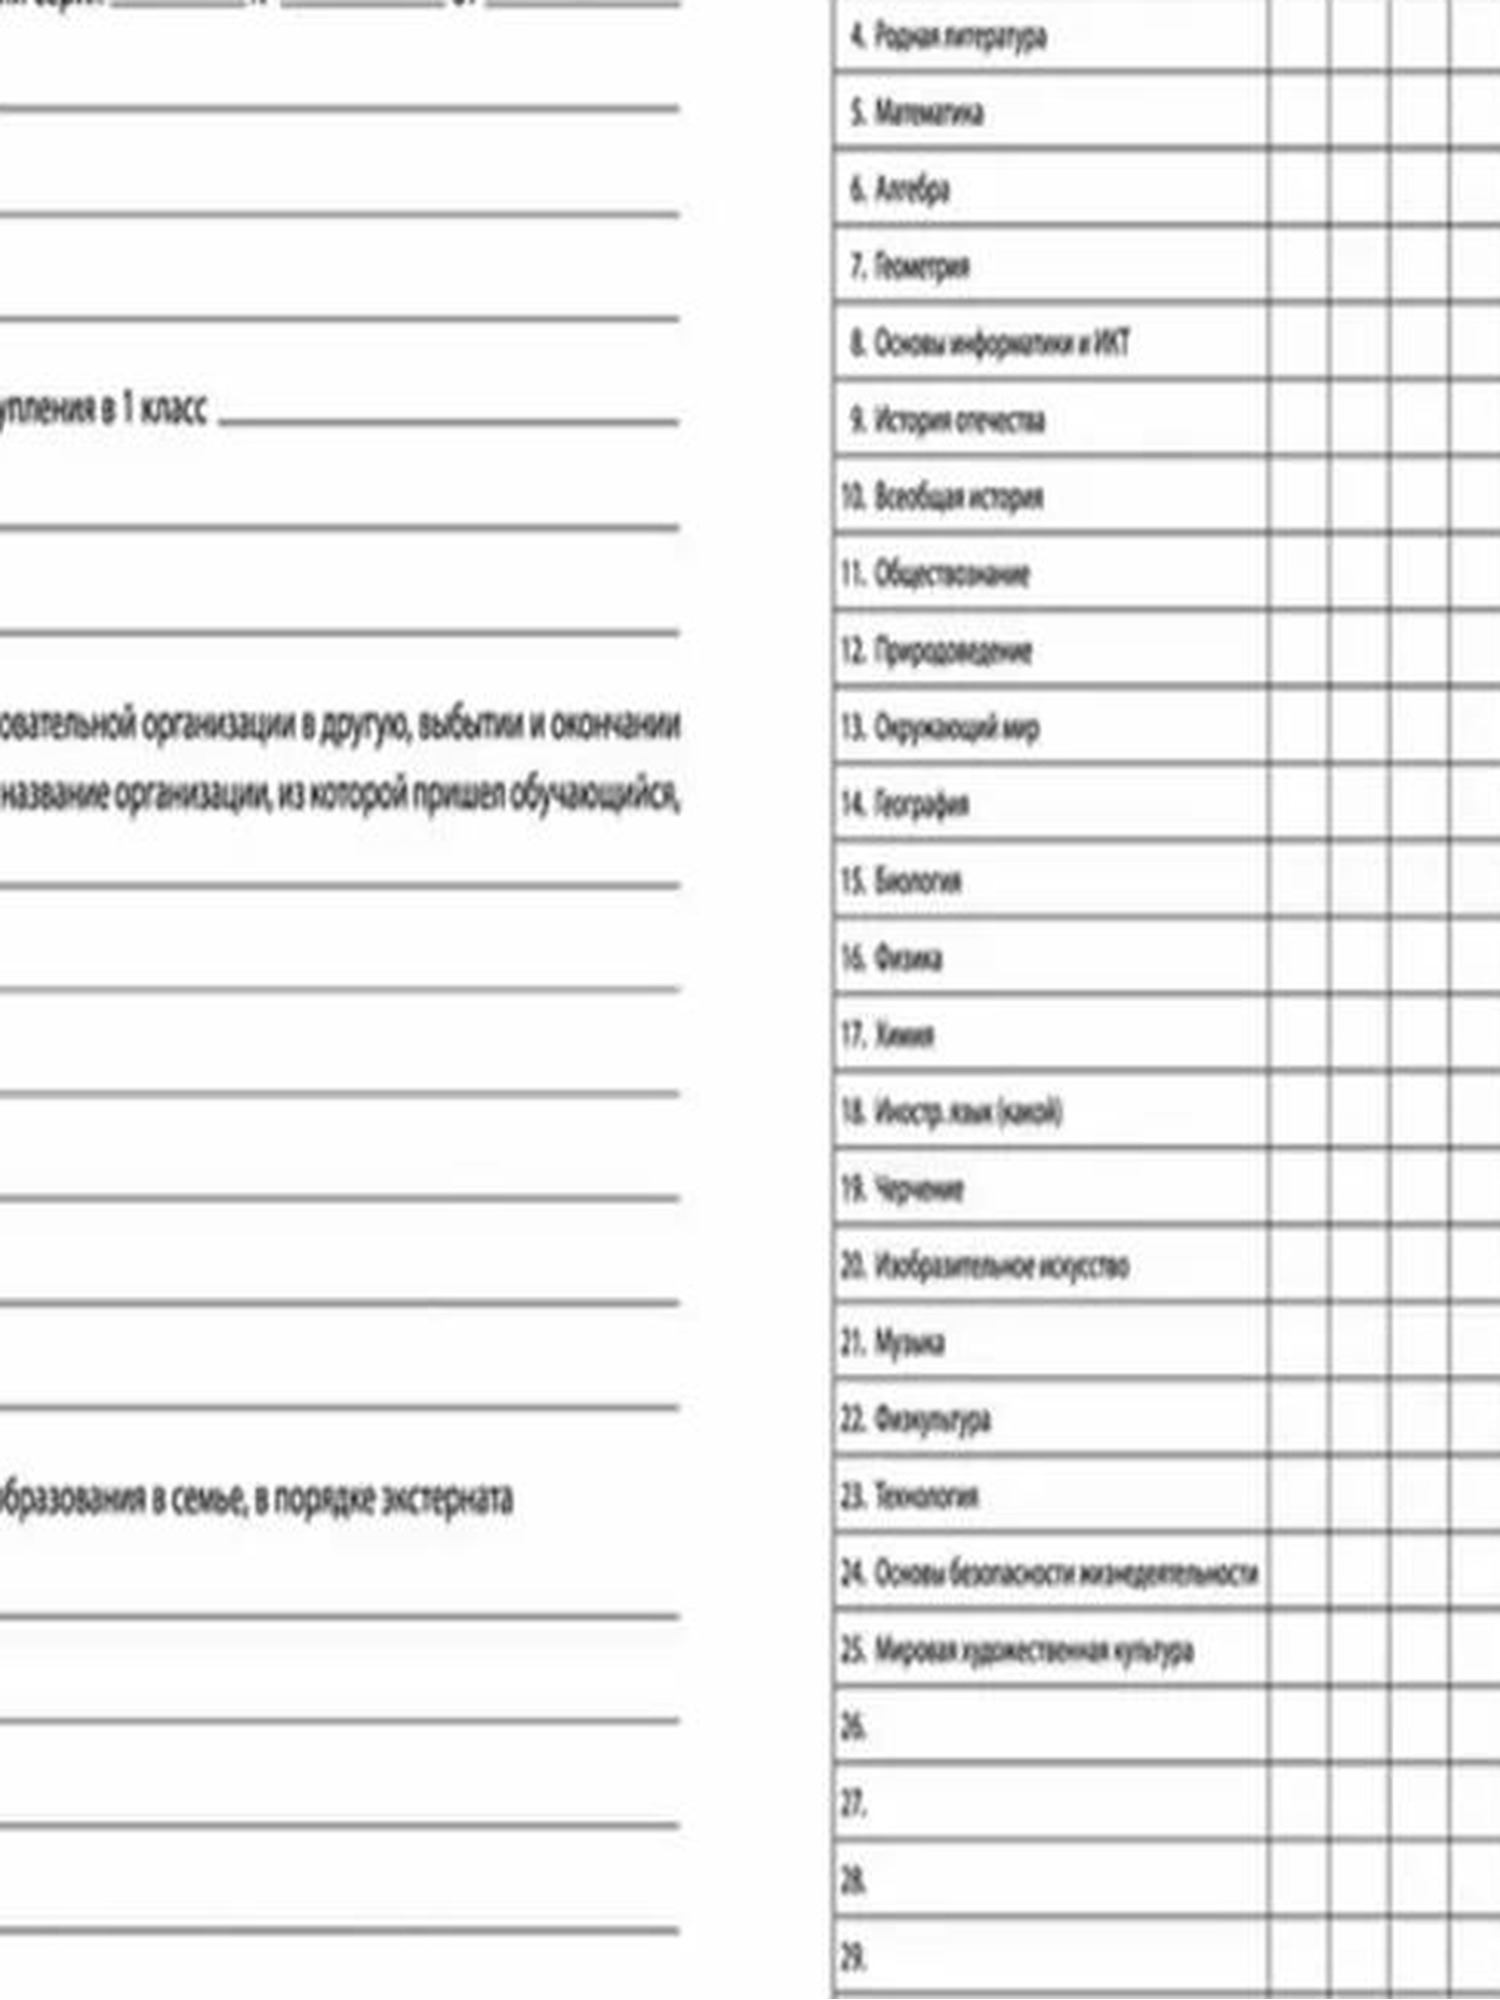 упления в 1 класс
овательной организации в другую, выбытии и окончании
название организации, из которой пришел обучающийся,
образования в семье, в порядке экстерната
4. Родная литература
5. Математика
6. Алгебра
7. Геометрия
8. Основы информатики и ИКТ
9. История отечества
10. Всеобщая история
11. Обществознание
12. Природоведение
13. Окружающий мир
14. География
15. Биология
16. Физика
17. Химия
18. Иностр. язык (какой)
19. Черчение
20. Изобразительное искусство
21. Музыка
22. Физкультура
23. Технология
24. Основы безопасности жизнедеятельности
25. Мировая художественная культура
26.
27.
28.
29.